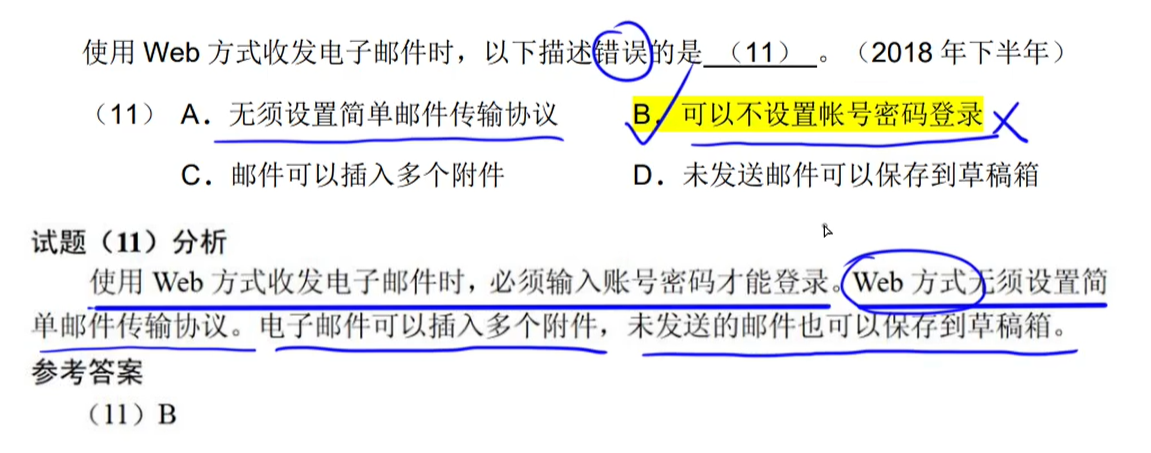 使用 Web 方式收发电子邮件时，以下描述错误的是 （11） 。（2018 年下半年）
（11） A．无须设置简单邮件传输协议 B．可以不设置帐号密码登录
C．邮件可以插入多个附件 D．未发送邮件可以保存到草稿箱
试题（11）分析
使用 Web 方式收发电子邮件时，必须输入账号密码才能登录。Web 方式无须设置简
单邮件传输协议。电子邮件可以插入多个附件，未发送的邮件也可以保存到草稿箱。
参考答案
（11）B